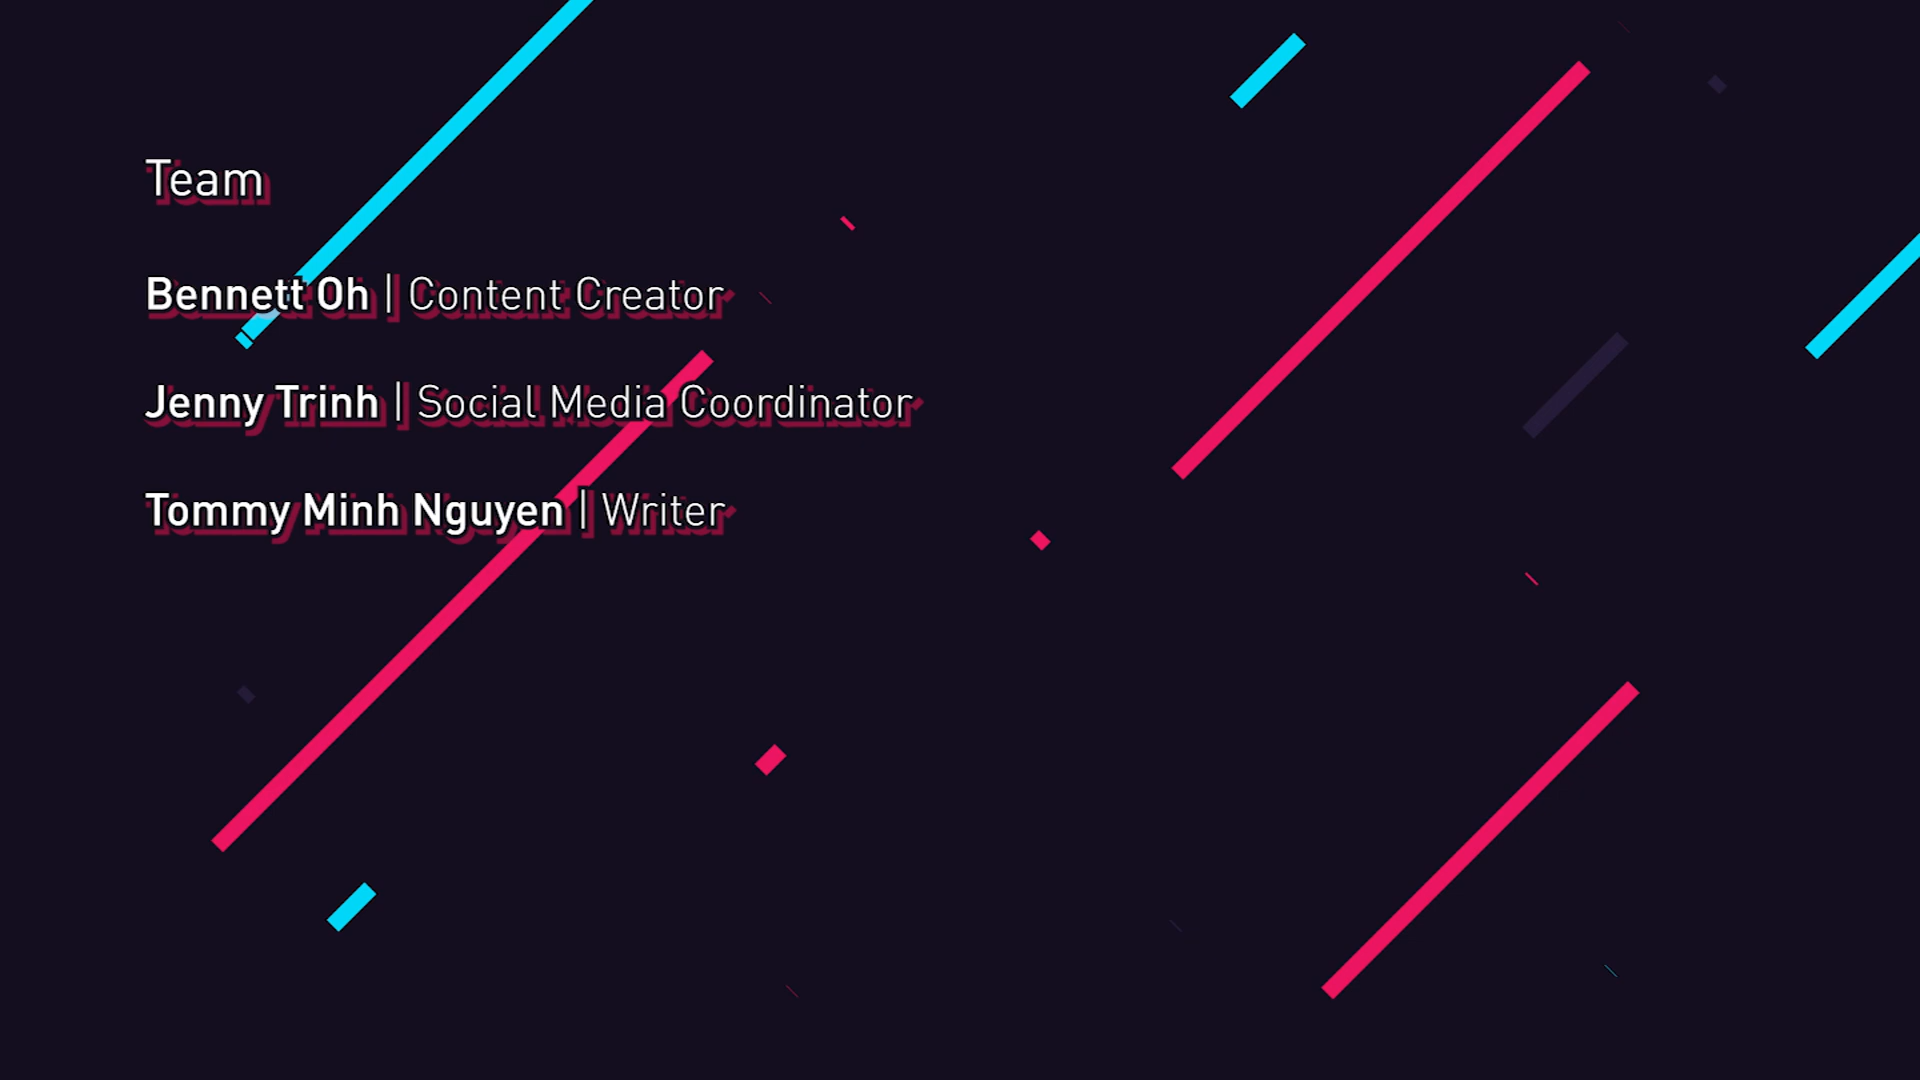 Team
Bennett Oh | Content Creator
Jenny Trinh | Social Media Coordinator
Tommy Minh Nguyen | Writer